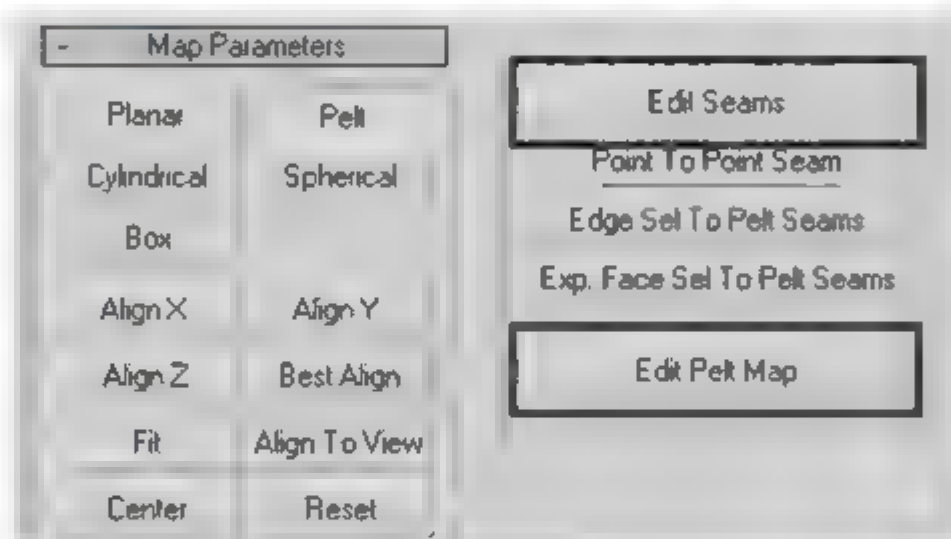 - Map Parameters
Planar Pelt
Cylindrical Spherical
Box
Align X Align Y
Align Z Best Align
Fit Align To View
Center Reset
Edit Seams
Point To Point Seam
Edge Sel To Pelt Seams
Exp. Face Sel To Pelt Seams
Edit Pelt Map